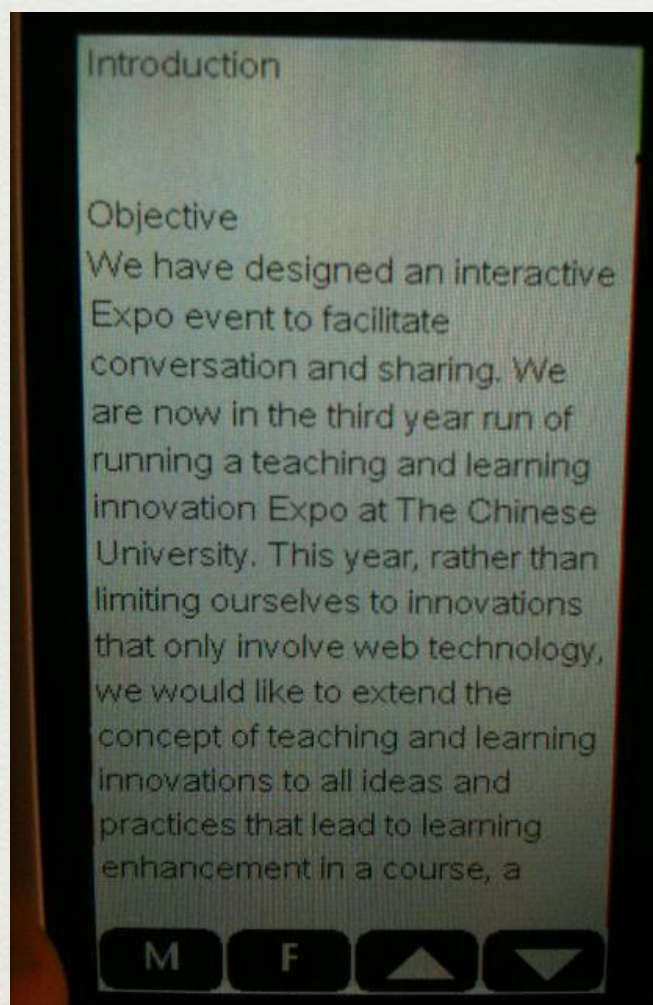 Introduction
Objective
We have designed an interactive
Expo event to facilitate
conversation and sharing. We
are now in the third year run of
running a teaching and learning
innovation Expo at The Chinese
University. This year, rather than
limiting ourselves to innovations
that only involve web technology,
we would like to extend the
concept of teaching and learning
innovations to all ideas and
practices that lead to learning
enhancement in a course, a
M F